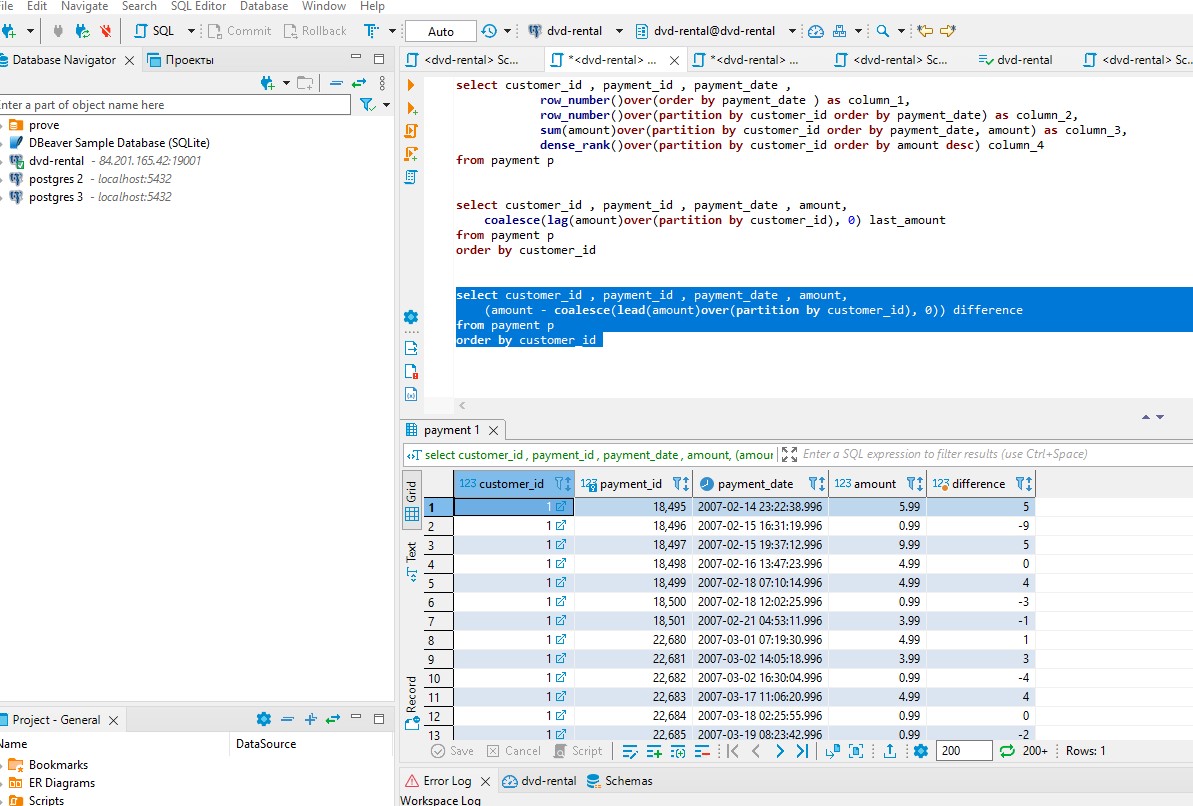 File Edit Navigate Search SQL Editor Database Window Help
SQL Commit Rollback Auto dvd-rental dvd-rental@dvd-rental
Database Navigator Проекты
<dvd-rental> Sc... *<dvd-rental> ... *<dvd-rental> ... <dvd-rental> Sc... dvd-rental <dvd-rental> Sc...
Enter a part of object name here
prove
DBeaver Sample Database (SQLite)
dvd-rental - 84.201.165.42:19001
postgres 2 - localhost:5432
postgres 3 - localhost:5432
select customer_id , payment_id , payment_date ,
row_number()over(order by payment_date ) as column_1,
row_number()over(partition by customer_id order by payment_date) as column_2,
sum(amount)over(partition by customer_id order by payment_date, amount) as column_3,
dense_rank()over(partition by customer_id order by amount desc) column_4
from payment p
select customer_id , payment_id , payment_date , amount,
coalesce(lag(amount)over(partition by customer_id), 0) last_amount
from payment p
order by customer_id
select customer_id , payment_id , payment_date , amount,
(amount - coalesce(lead(amount)over(partition by customer_id), 0)) difference
from payment p
order by customer_id
payment 1
select customer_id , payment_id , payment_date , amount, (amour Enter a SQL expression to filter results (use Ctrl+Space)
Grid
Text
Record
123 customer_id 123 payment_id payment_date 123 amount 123 difference
1 1 18,495 2007-02-14 23:22:38.996 5.99 5
2 1 18,496 2007-02-15 16:31:19.996 0.99 -9
3 1 18,497 2007-02-15 19:37:12.996 9.99 5
4 1 18,498 2007-02-16 13:47:23.996 4.99 0
5 1 18,499 2007-02-18 07:10:14.996 4.99 4
6 1 18,500 2007-02-18 12:02:25.996 0.99 -3
7 1 18,501 2007-02-21 04:53:11.996 3.99 -1
8 1 22,680 2007-03-01 07:19:30.996 4.99 1
9 1 22,681 2007-03-02 14:05:18.996 3.99 3
10 1 22,682 2007-03-02 16:30:04.996 0.99 -4
11 1 22,683 2007-03-17 11:06:20.996 4.99 4
12 1 22,684 2007-03-18 02:25:55.996 0.99 0
13 1 22,685 2007-03-19 08:23:42.996 0.99 -2
Save Cancel Script 200 200+ Rows: 1
Project - General
Name DataSource
Bookmarks
ER Diagrams
Scripts
Error Log dvd-rental Schemas
Workspace Log